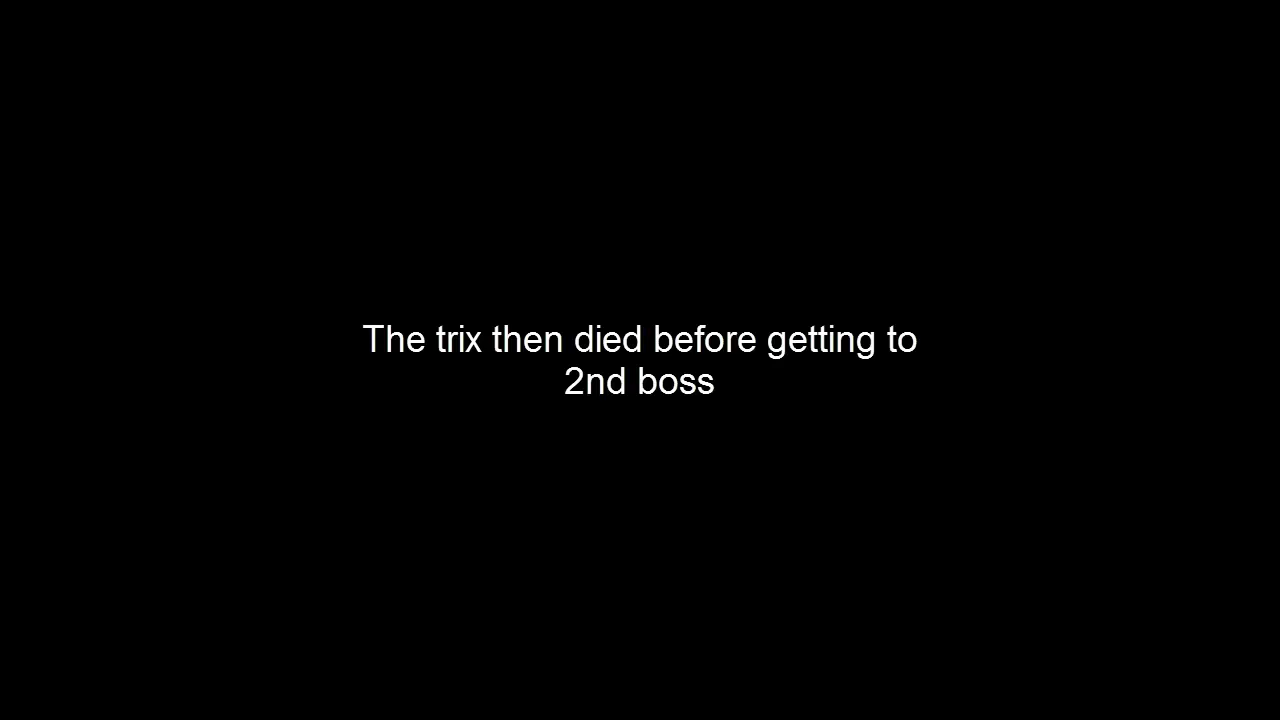 The trix then died before getting to
2nd boss